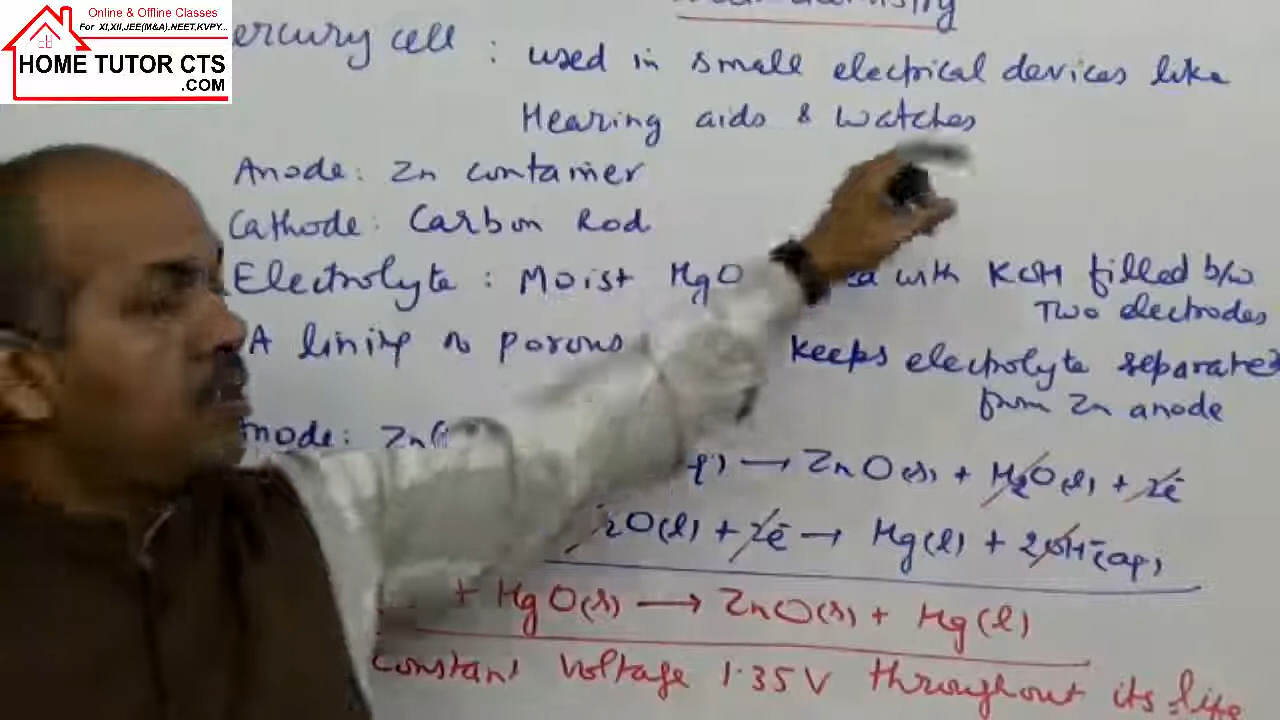 Online & Offline Classes
For XI,XII,JEE(M&A),NEET,KVPY...
HOME TUTOR CTS
.COM
ercury cell : used in small electrical devices like
Hearing aids & watches
Anode: Zn container
Cathode: Carbon Rod
Electrolyte : Moist HgO with KOH filled b/w
Two electrodes
A lining of porous keeps electrolyte separated
from Zn anode
node: Zn(
→ ZnO(s) + H2O(l) + 2e
2O(l) + 2e → Hg(l) + 2OH-(aq)
+ HgO(s) → ZnO(s) + Hg(l)
constant voltage 1.35V throughout its life